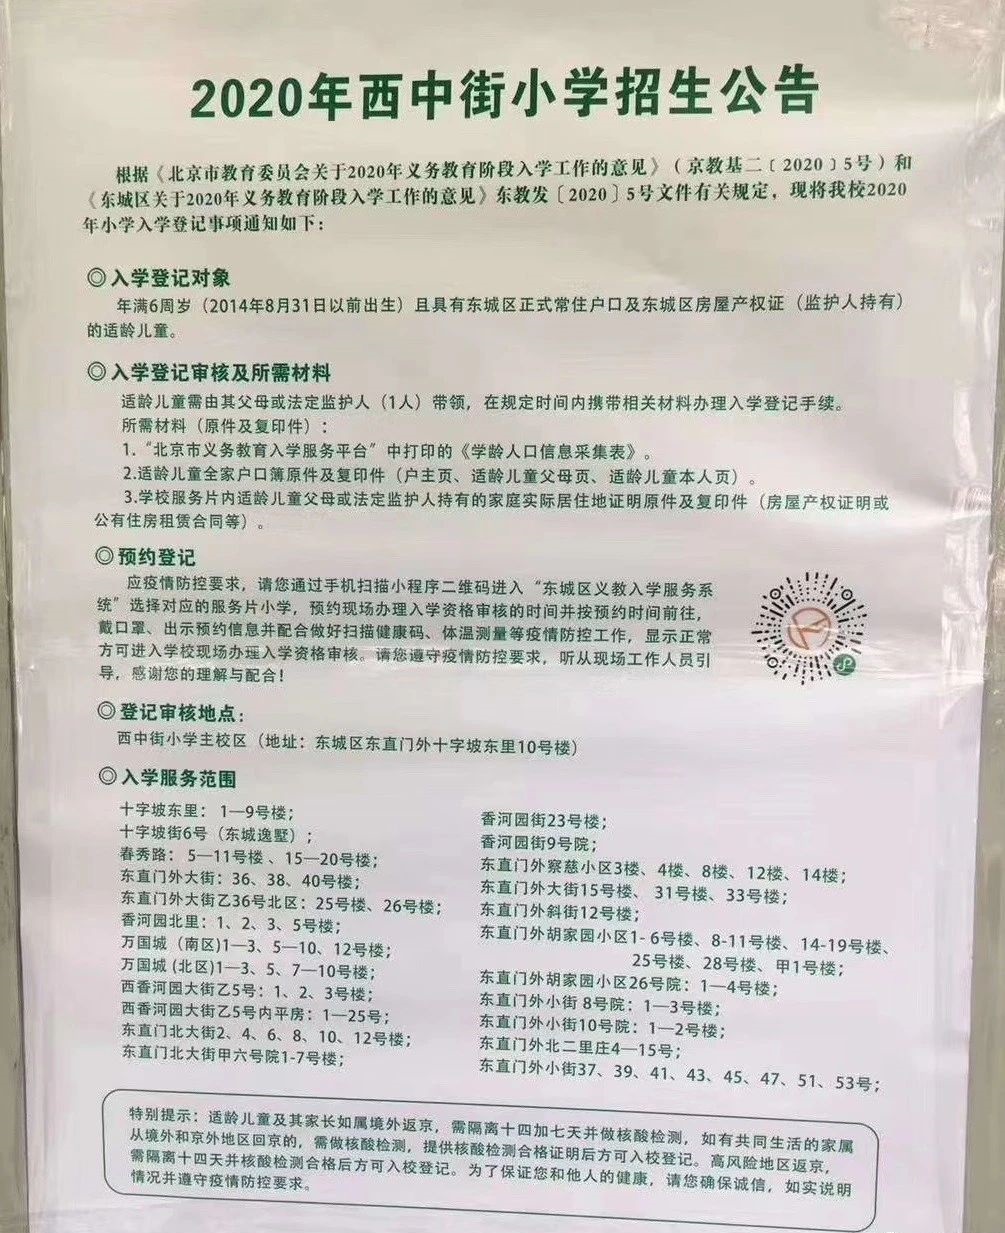 2020年西中街小学招生公告
根据《北京市教育委员会关于2020年义务教育阶段入学工作的意见》（京教基二〔2020〕5号）和
《东城区关于2020年义务教育阶段入学工作的意见》东教发〔2020〕5号文件有关规定，现将我校2020
年小学入学登记事项通知如下：
◎入学登记对象
年满6周岁（2014年8月31日以前出生）且具有东城区正式常住户口及东城区房屋产权证（监护人持有）
的适龄儿童。
◎入学登记审核及所需材料
适龄儿童需由其父母或法定监护人（1人）带领，在规定时间内携带相关材料办理入学登记手续。
所需材料（原件及复印件）：
1.“北京市义务教育入学服务平台”中打印的《学龄人口信息采集表》。
2.适龄儿童全家户口簿原件及复印件（户主页、适龄儿童父母页、适龄儿童本人页）。
3.学校服务片内适龄儿童父母或法定监护人持有的家庭实际居住地证明原件及复印件（房屋产权证明或
公有住房租赁合同等）。
◎预约登记
应疫情防控要求，请您通过手机扫描小程序二维码进入“东城区义教入学服务系
统”选择对应的服务片小学，预约现场办理入学资格审核的时间并按预约时间前往，
戴口罩、出示预约信息并配合做好扫描健康码、体温测量等疫情防控工作，显示正常
方可进入学校现场办理入学资格审核。请您遵守疫情防控要求，听从现场工作人员引
导，感谢您的理解与配合！
◎登记审核地点：
西中街小学主校区（地址：东城区东直门外十字坡东里10号楼）
◎入学服务范围
十字坡东里：1—9号楼；
十字坡街6号（东城逸墅）；
春秀路：5—11号楼、15—20号楼；
东直门外大街：36、38、40号楼；
东直门外大街乙36号北区：25号楼、26号楼；
香河园北里：1、2、3、5号楼；
万国城（南区)1—3、5—10、12号楼；
万国城(北区)1—3、5、7—10号楼；
西香河园大街乙5号：1、2、3号楼；
西香河园大街乙5号内平房：1—25号；
东直门北大街2、4、6、8、10、12号楼；
东直门北大街甲六号院1-7号楼；
香河园街23号楼；
香河园街9号院；
东直门外察慈小区3楼、4楼、8楼、12楼、14楼；
东直门外大街15号楼、31号楼、33号楼；
东直门外斜街12号楼；
东直门外胡家园小区1- 6号楼、8-11号楼、14-19号楼、
25号楼、28号楼、甲1号楼；
东直门外胡家园小区26号院：1—4号楼；
东直门外小街 8号院：1—3号楼；
东直门外小街10号院：1—2号楼；
东直门外北二里庄4—15号；
东直门外小街37、39、41、43、45、47、51、53号；
特别提示：适龄儿童及其家长如属境外返京，需隔离十四加七天并做核酸检测，如有共同生活的家属
从境外和京外地区回京的，需做核酸检测，提供核酸检测合格证明后方可入校登记。高风险地区返京，
需隔离十四天并核酸检测合格后方可入校登记。为了保证您和他人的健康，请您确保诚信，如实说明
情况并遵守疫情防控要求。